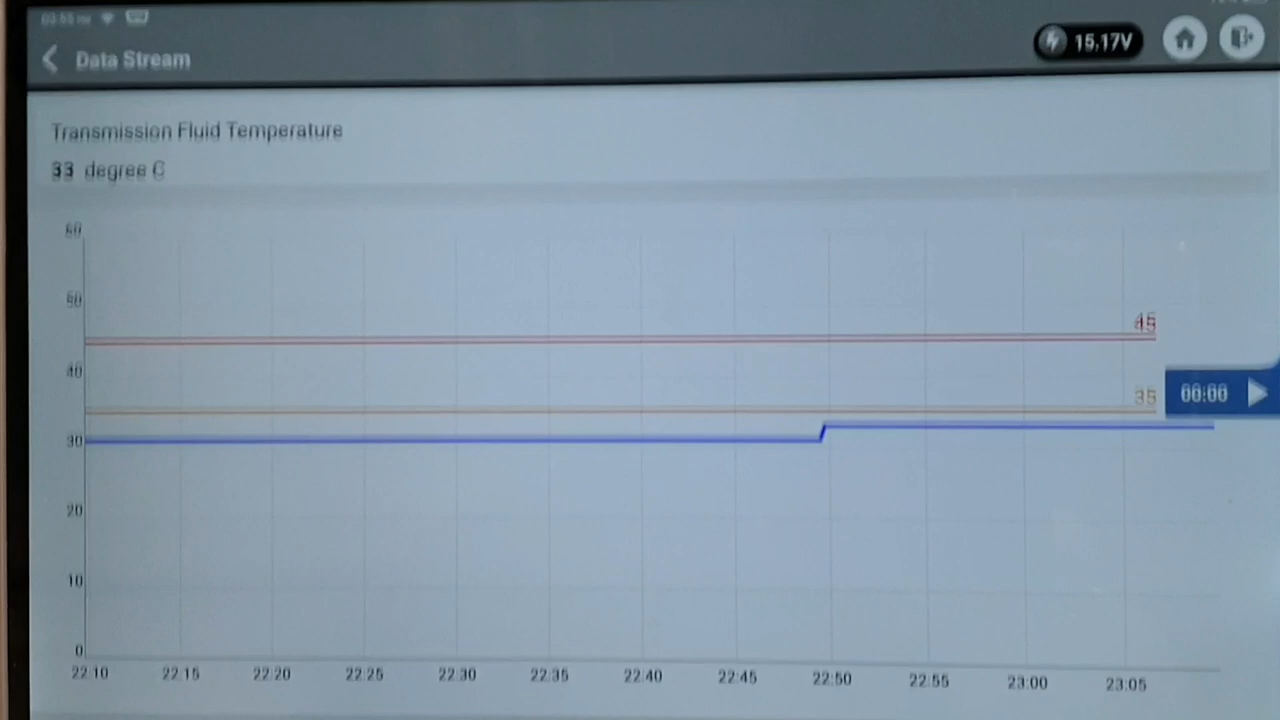 Data Stream
15.17V
Transmission Fluid Temperature
33 degree C
60
50
45
40
35
00:00
30
20
10
0
22:10 22:15 22:20 22:25 22:30 22:35 22:40 22:45 22:50 22:55 23:00 23:05